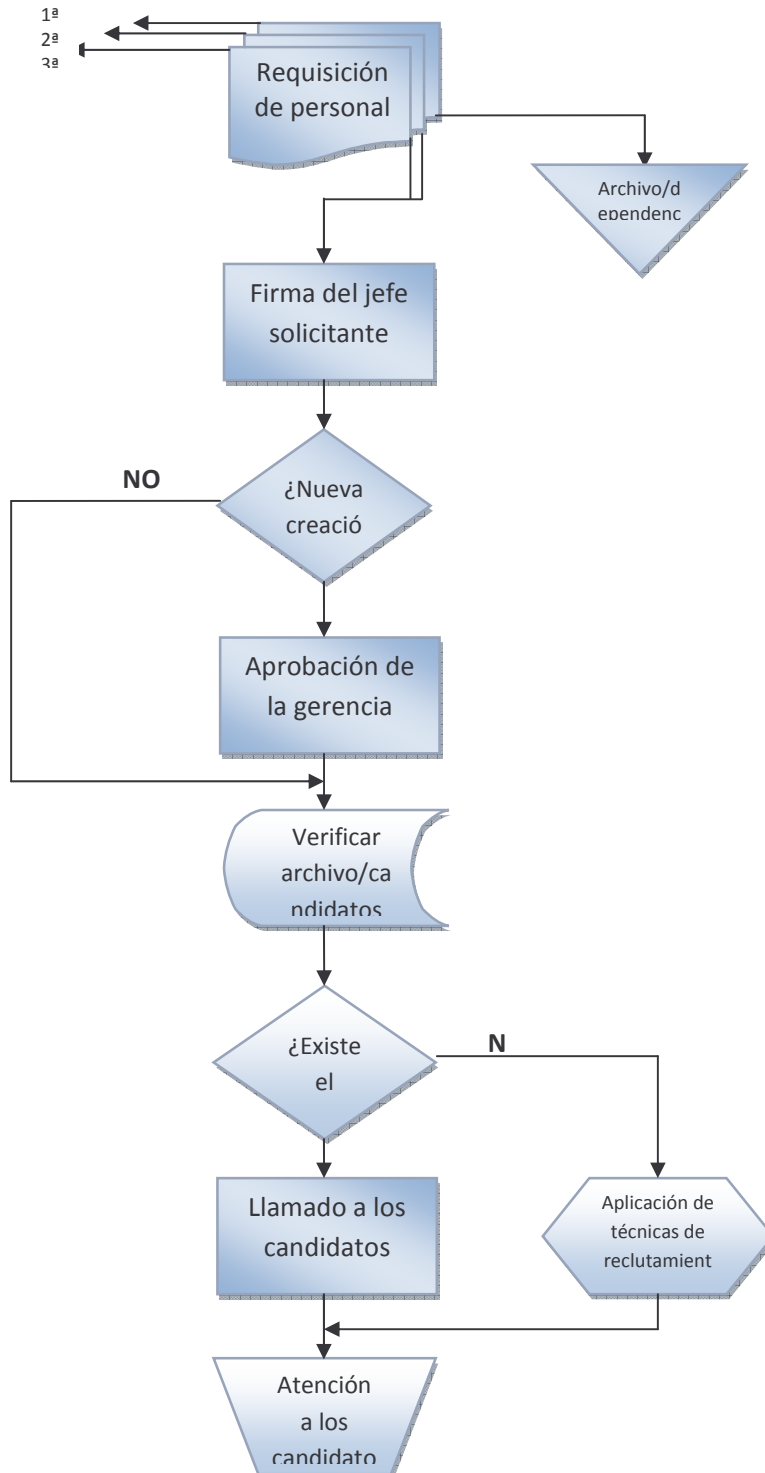 1ª
2ª
3ª
Requisición
de personal
Archivo/d
ependenc
Firma del jefe
solicitante
NO
¿Nueva
creació
Aprobación de
la gerencia
Verificar
archivo/ca
ndidatos
¿Existe
el
N
Llamado a los
candidatos
Aplicación de
técnicas de
reclutamient
Atención
a los
candidato